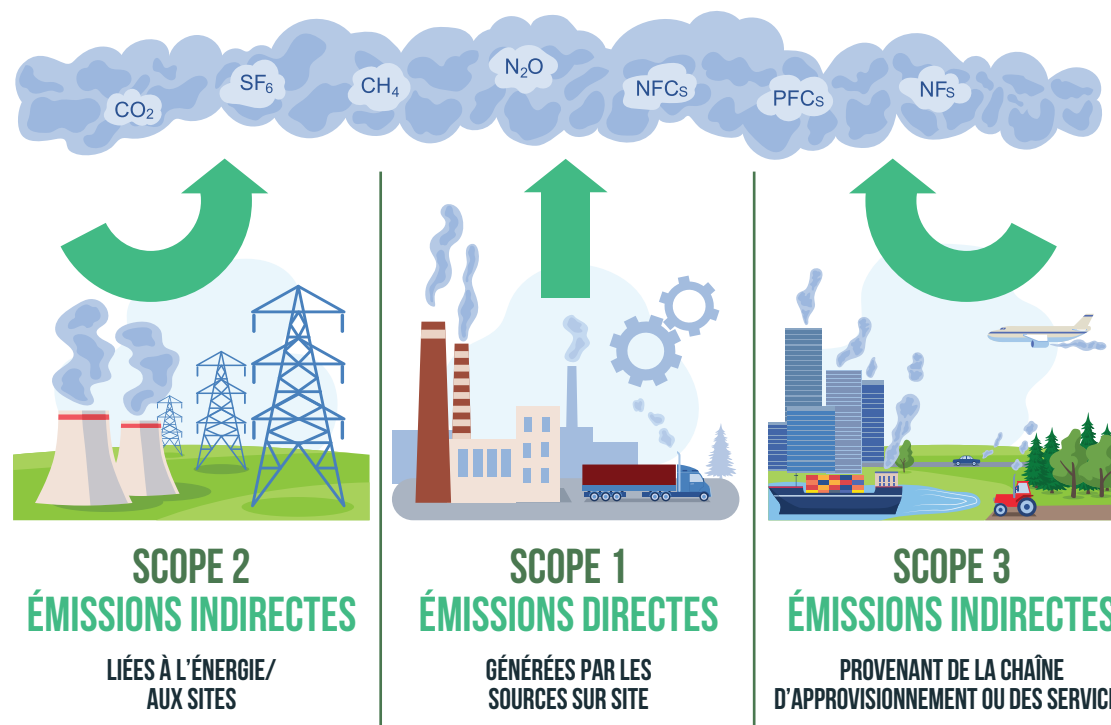 CO₂
SF₆
CH₄
N₂O
NFCs
PFCs
NFs
SCOPE 2
ÉMISSIONS INDIRECTES
LIÉES À L'ÉNERGIE/
AUX SITES
SCOPE 1
ÉMISSIONS DIRECTES
GÉNÉRÉES PAR LES
SOURCES SUR SITE
SCOPE 3
ÉMISSIONS INDIRECTES
PROVENANT DE LA CHAÎNE
D'APPROVISIONNEMENT OU DES SERVIC